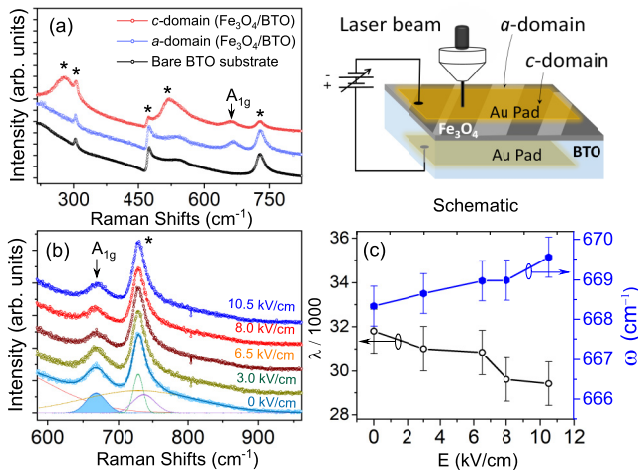 (a)
c-domain (Fe3O4/BTO)
a-domain (Fe3O4/BTO)
Bare BTO substrate
* * * * *
A1g
Intensity (arb. units)
300 450 600 750
Raman Shifts (cm-1)
Laser beam
a-domain
c-domain
-
+
Au Pad
Fe3O4
Au Pad
BTO
Schematic
(b)
A1g
*
10.5 kV/cm
8.0 kV/cm
6.5 kV/cm
3.0 kV/cm
0 kV/cm
Intensity (arb. units)
600 700 800 900
Raman Shifts (cm-1)
(c)
36
34
32
30
28
λ / 1000
670
669
668
667
666
ω (cm-1)
0 2 4 6 8 10
E (kV/cm)